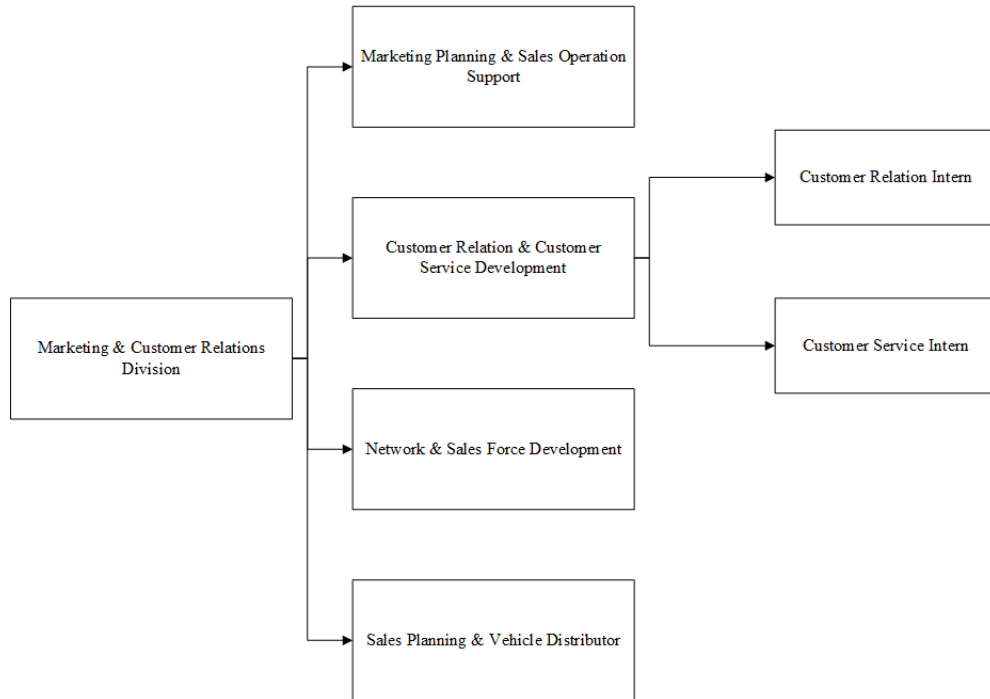 Marketing Planning & Sales Operation
Support
Customer Relation Intern
Customer Relation & Customer
Service Development
Marketing & Customer Relations
Division
Customer Service Intern
Network & Sales Force Development
Sales Planning & Vehicle Distributor